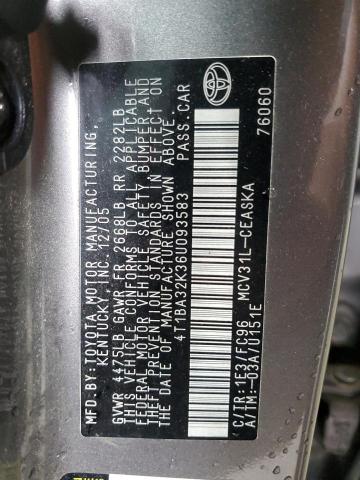 MFD.BY:TOYOTA MOTOR MANUFACTURING,
KENTUCKY,INC. 12/05
GVWR 4475LB GAWR FR 2668LB RR 2282LB
THIS VEHICLE CONFORMS TO ALL APPLICABLE
FEDERAL MOTOR VEHICLE SAFETY, BUMPER AND
THEFT PREVENTION STANDARDS IN EFFECT ON
THE DATE OF MANUFACTURE SHOWN ABOVE.
4T1BA32K36U093583 PASS.CAR
C/TR:1E3/FC96 MCV31L-CEASKA
A/TM:-03A/U151E 76060